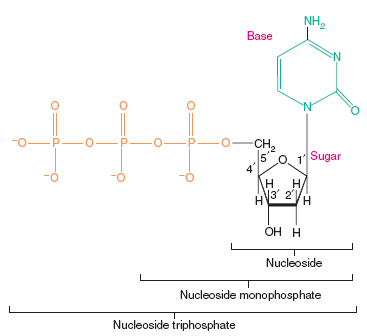 NH2
Base
N
N
O
O O O
⁻O P O P O P O CH2
⁻O ⁻O ⁻O
5′ O 1′ Sugar
4′
H H
H 3′ 2′ H
OH H
Nucleoside
Nucleoside monophosphate
Nucleoside triphosphate